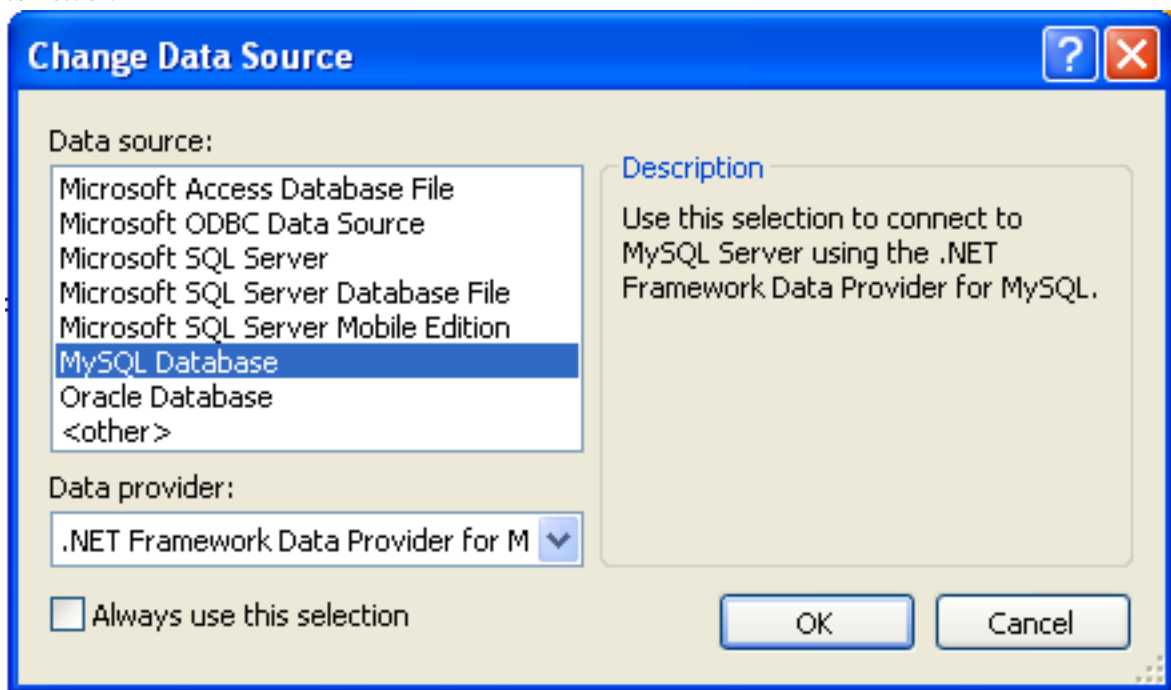 Change Data Source
Data source:
Microsoft Access Database File
Microsoft ODBC Data Source
Microsoft SQL Server
Microsoft SQL Server Database File
Microsoft SQL Server Mobile Edition
MySQL Database
Oracle Database
<other>
Description
Use this selection to connect to
MySQL Server using the .NET
Framework Data Provider for MySQL.
Data provider:
.NET Framework Data Provider for M
Always use this selection
OK
Cancel